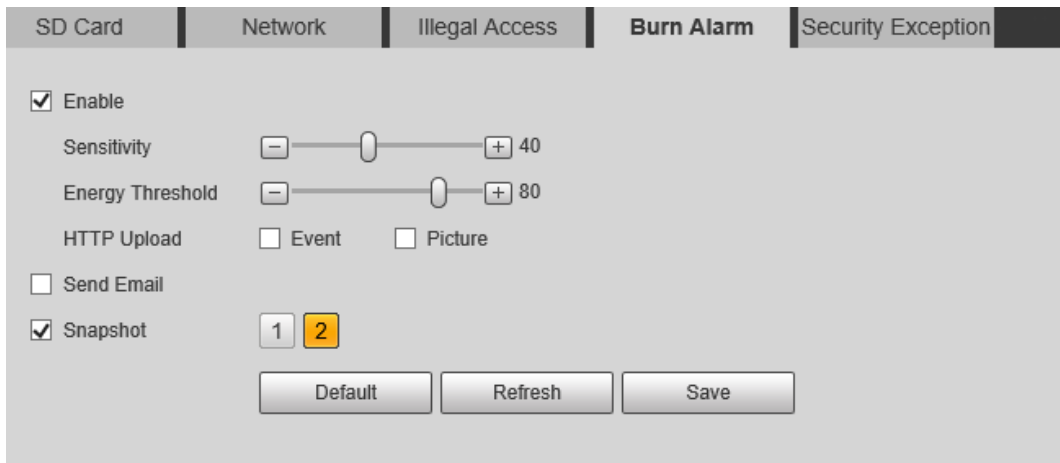 SD Card Network Illegal Access Burn Alarm Security Exception
Enable
Sensitivity 40
Energy Threshold 80
HTTP Upload Event Picture
Send Email
Snapshot 1 2
Default Refresh Save